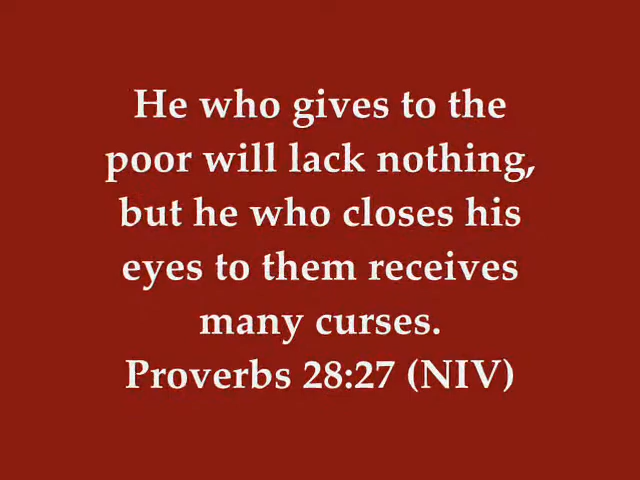 He who gives to the
poor will lack nothing,
but he who closes his
eyes to them receives
many curses.
Proverbs 28:27 (NIV)